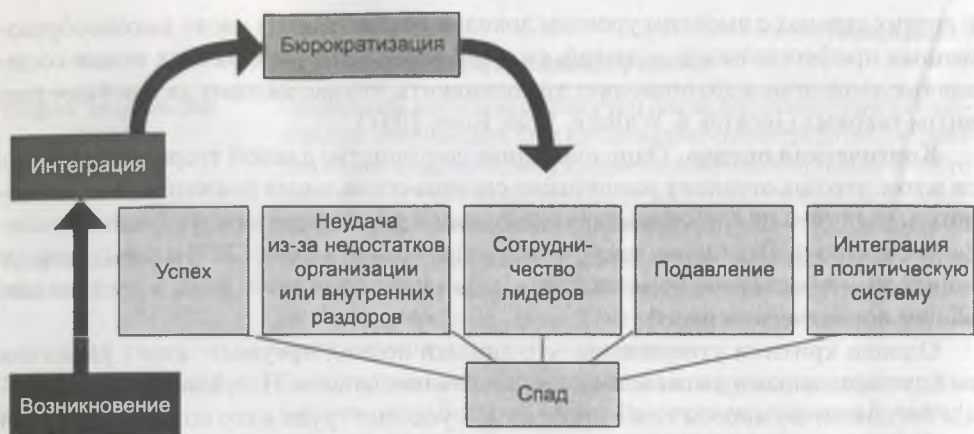 Бюрократизация
Интеграция
Успех
Неудача
из-за недостатков
организации
или внутренних
раздоров
Сотрудни-
чество
лидеров
Подавление
Интеграция
в политическую
систему
Возникновение
Спад